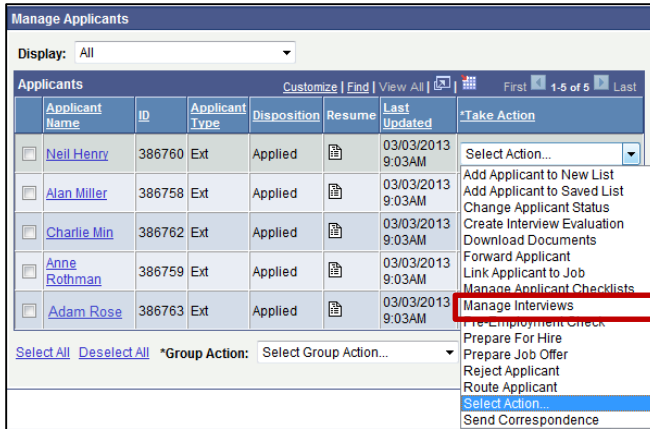 Manage Applicants
Display: All
Applicants Customize | Find | View All | | First 1-5 of 5 Last
Applicant Name ID Applicant Type Disposition Resume Last Updated *Take Action
Neil Henry 386760 Ext Applied 03/03/2013 9:03AM Select Action...
Alan Miller 386758 Ext Applied 03/03/2013 9:03AM
Charlie Min 386762 Ext Applied 03/03/2013 9:03AM
Anne Rothman 386759 Ext Applied 03/03/2013 9:03AM
Adam Rose 386763 Ext Applied 03/03/2013 9:03AM
Add Applicant to New List
Add Applicant to Saved List
Change Applicant Status
Create Interview Evaluation
Download Documents
Forward Applicant
Link Applicant to Job
Manage Applicant Checklists
Manage Interviews
Pre-Employment Check
Prepare For Hire
Prepare Job Offer
Reject Applicant
Route Applicant
Select Action...
Send Correspondence
Select All Deselect All *Group Action: Select Group Action...